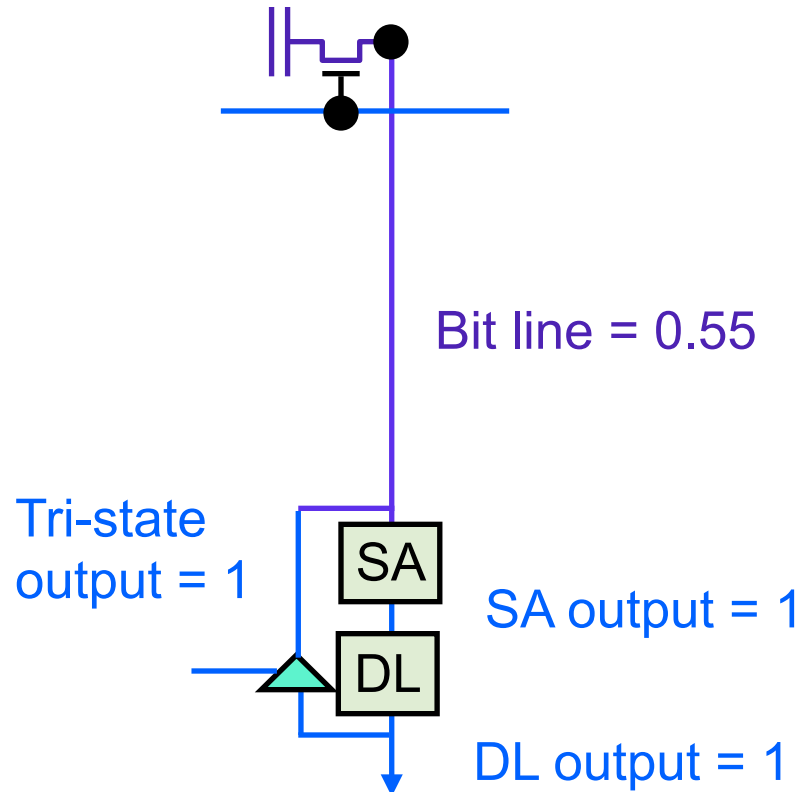 Bit line = 0.55
Tri-state
output = 1
SA
SA output = 1
DL
DL output = 1